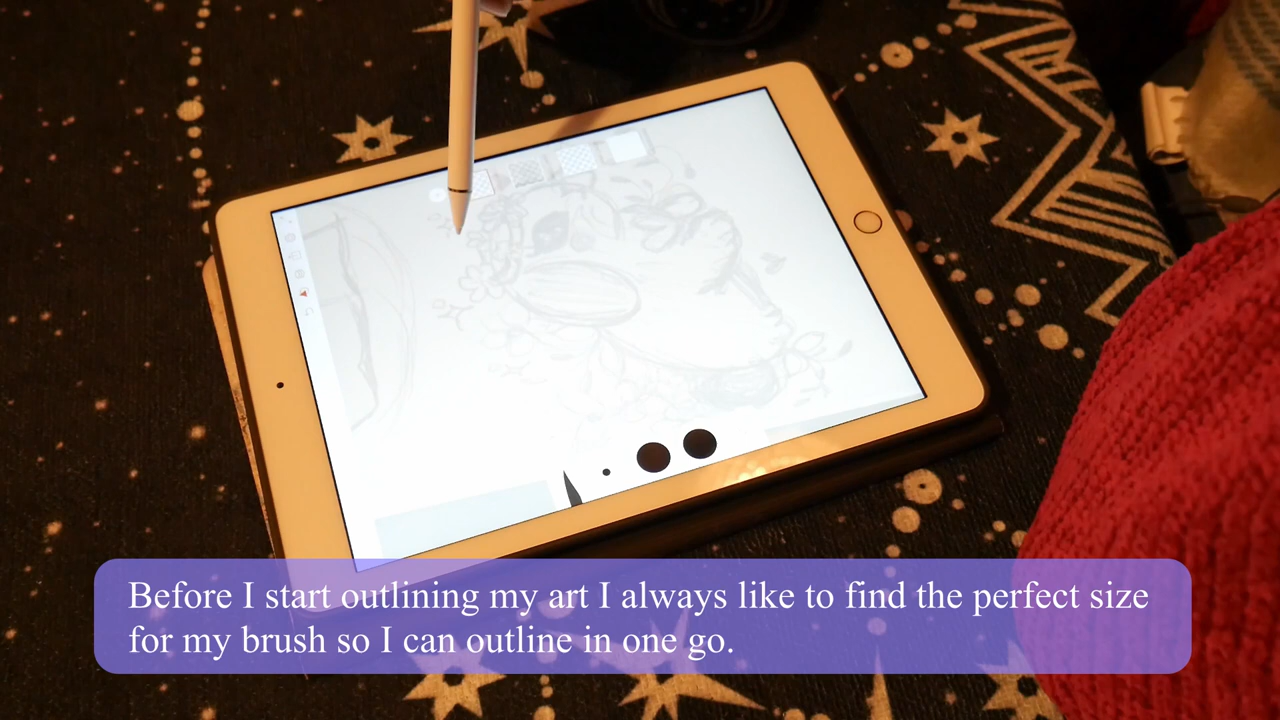 Before I start outlining my art I always like to find the perfect size
for my brush so I can outline in one go.